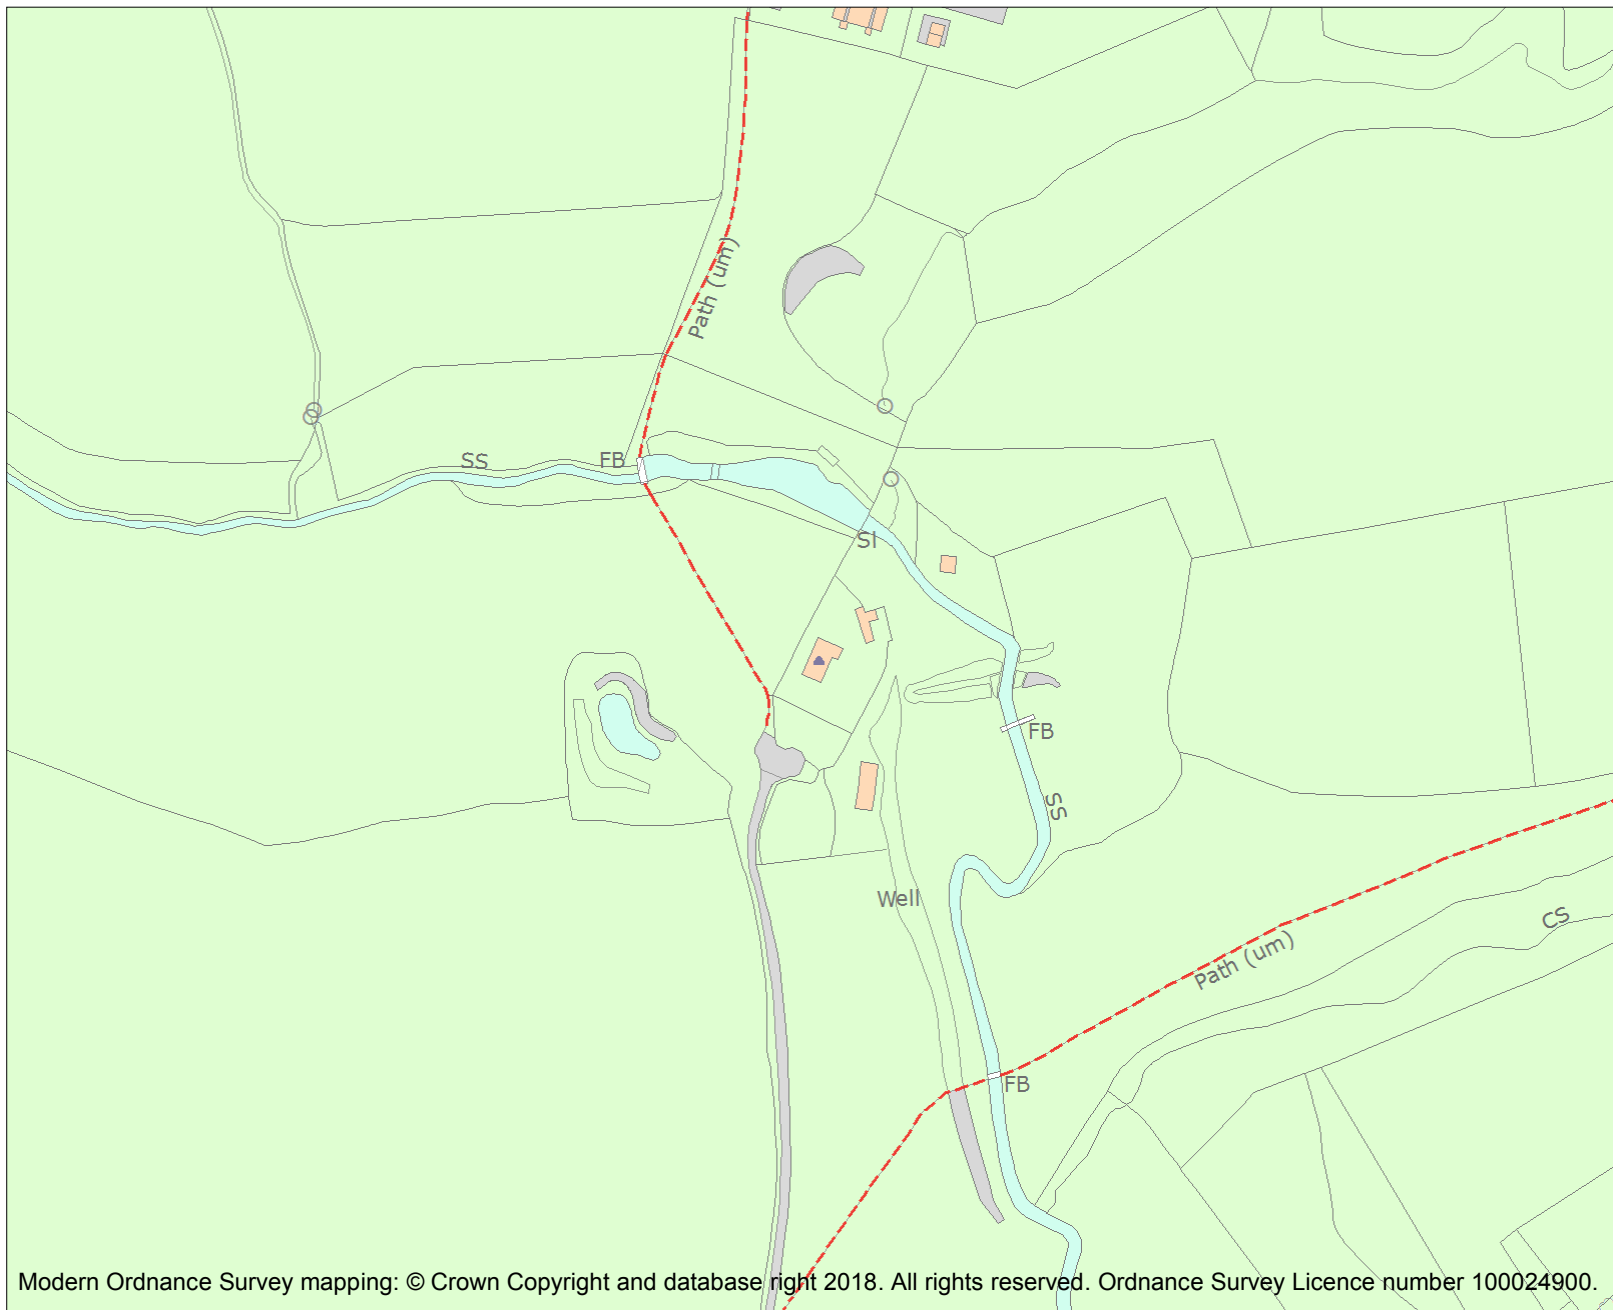 Path (um)
SS
FB
Sl
FB
SS
Well
CS
Path (um)
FB
Modern Ordnance Survey mapping: © Crown Copyright and database right 2018. All rights reserved. Ordnance Survey Licence number 100024900.